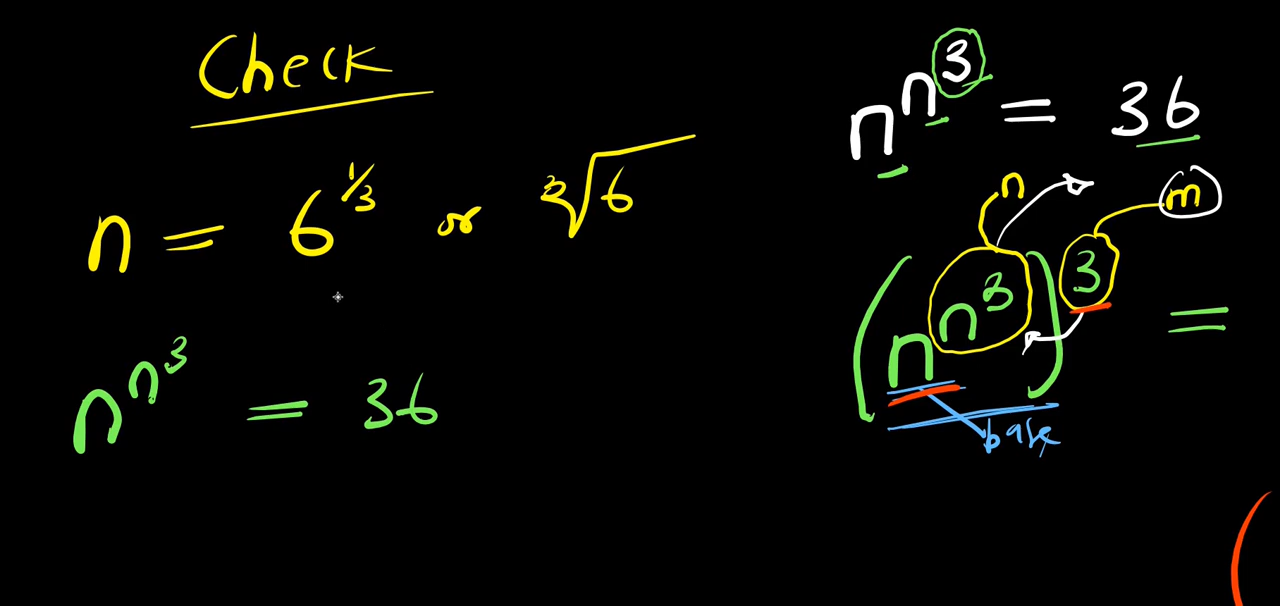 Check
n = 6^{1/3} or ∛6
n^{n^3} = 36
n^{n^3} = 36
n m
(n^{n^3})^3 =
base